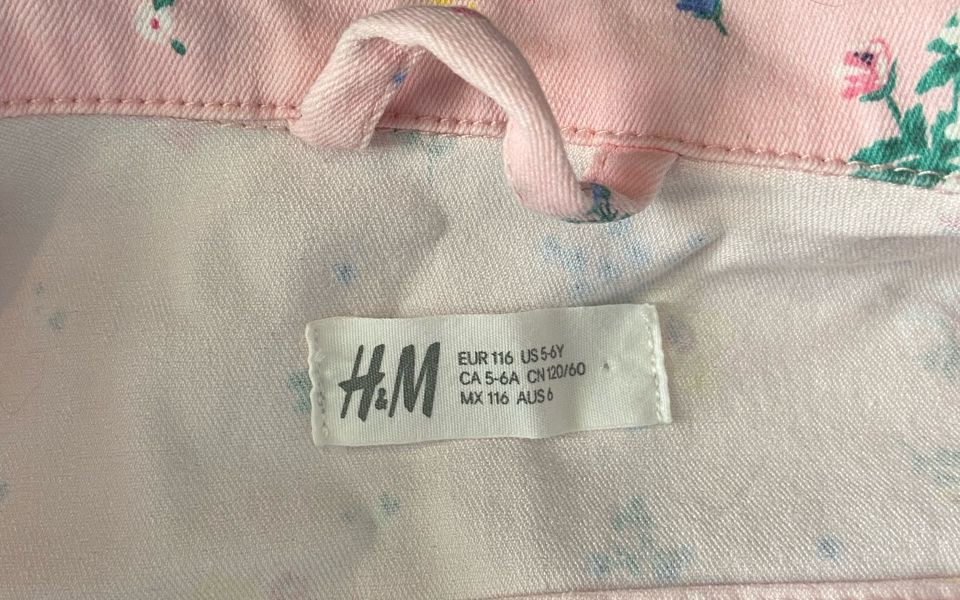 H&M
EUR 116 US 5-6Y
CA 5-6A CN 120/60
MX 116 AUS 6